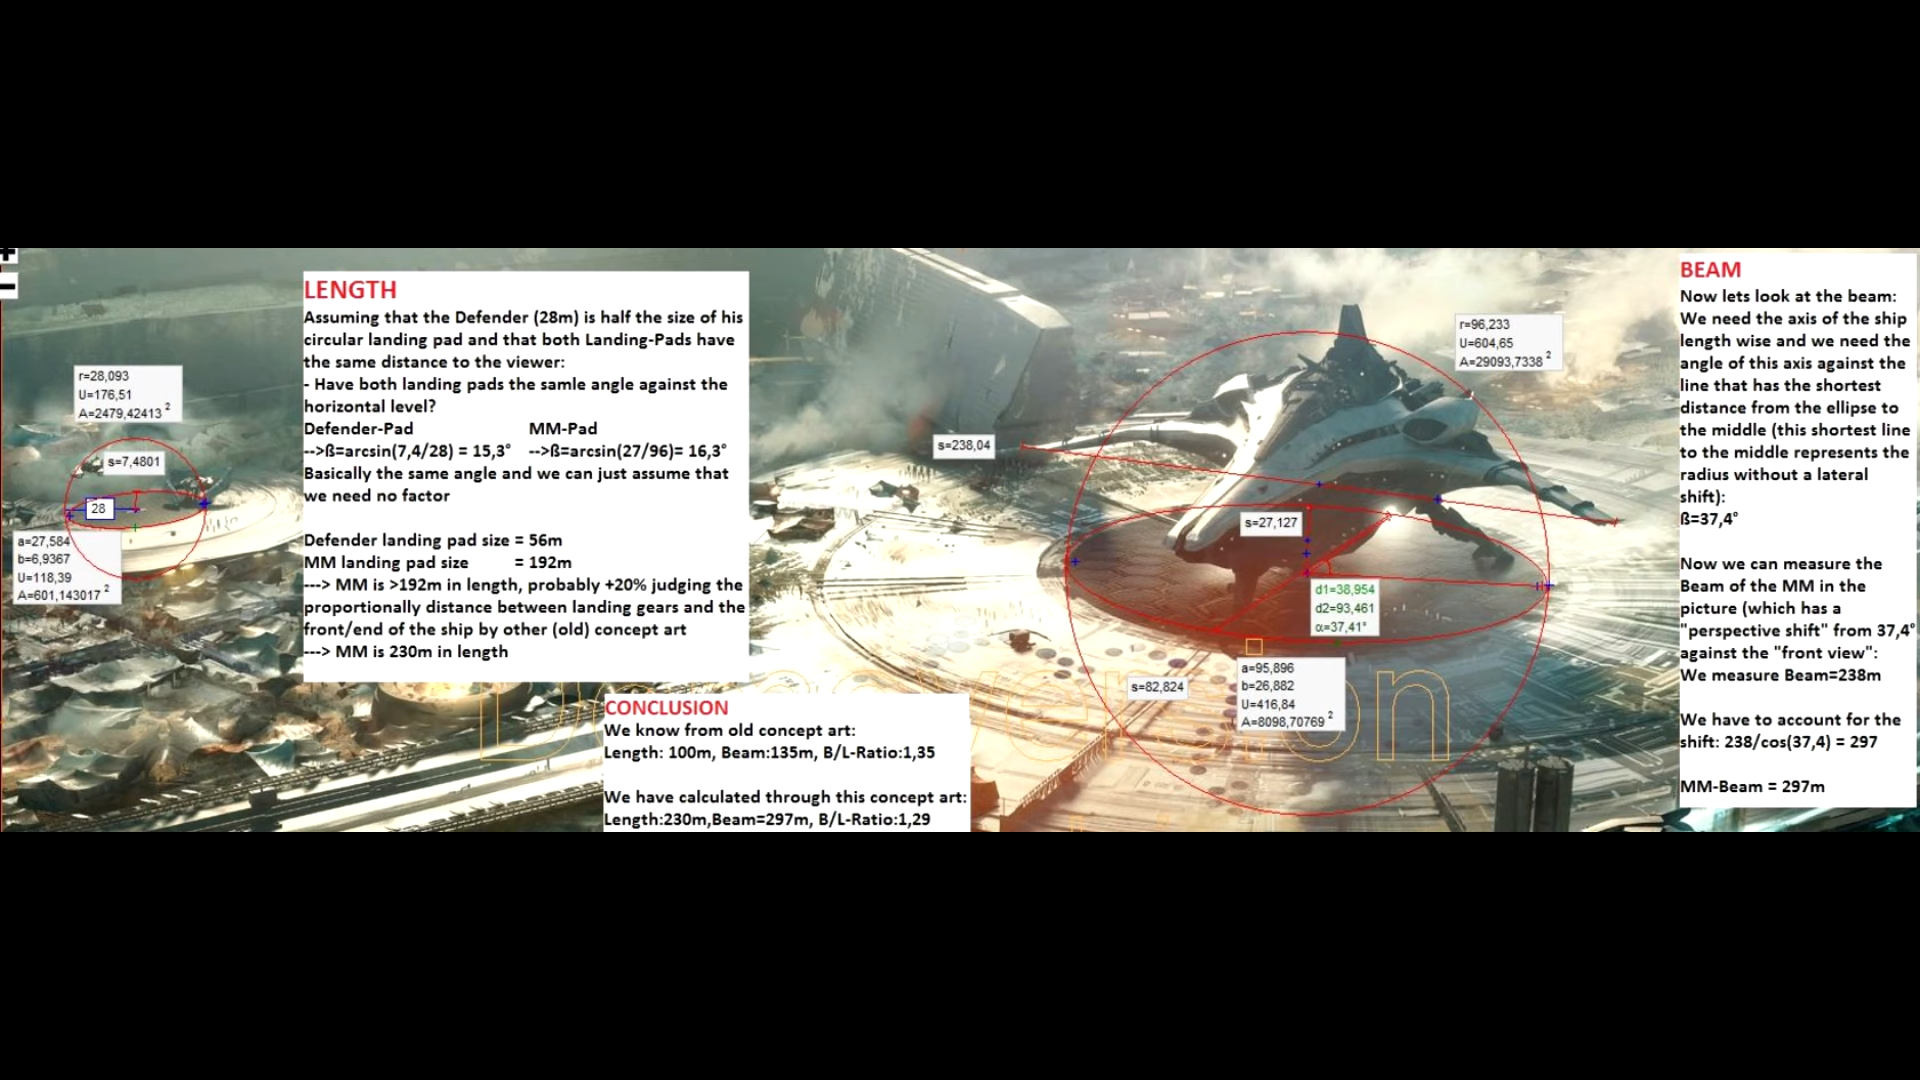 LENGTH
Assuming that the Defender (28m) is half the size of his
circular landing pad and that both Landing-Pads have
the same distance to the viewer:
- Have both landing pads the samle angle against the
horizontal level?
Defender-Pad MM-Pad
-->ß=arcsin(7,4/28) = 15,3° -->ß=arcsin(27/96)= 16,3°
Basically the same angle and we can just assume that
we need no factor
Defender landing pad size = 56m
MM landing pad size = 192m
---> MM is >192m in length, probably +20% judging the
proportionally distance between landing gears and the
front/end of the ship by other (old) concept art
---> MM is 230m in length
r=28,093
U=176,51
A=2479,42413 2
s=7,4801
28
a=27,584
b=6,9367
U=118,39
A=601,143017 2
CONCLUSION
We know from old concept art:
Length: 100m, Beam:135m, B/L-Ratio:1,35
We have calculated through this concept art:
Length:230m,Beam=297m, B/L-Ratio:1,29
s=238,04
r=96,233
U=604,65
A=29093,7338 2
s=27,127
d1=38,954
d2=93,461
α=37,41°
s=82,824
a=95,896
b=26,882
U=416,84
A=8098,70769 2
BEAM
Now lets look at the beam:
We need the axis of the ship
length wise and we need the
angle of this axis against the
line that has the shortest
distance from the ellipse to
the middle (this shortest line
to the middle represents the
radius without a lateral
shift):
ß=37,4°
Now we can measure the
Beam of the MM in the
picture (which has a
"perspective shift" from 37,4°
against the "front view":
We measure Beam=238m
We have to account for the
shift: 238/cos(37,4) = 297
MM-Beam = 297m